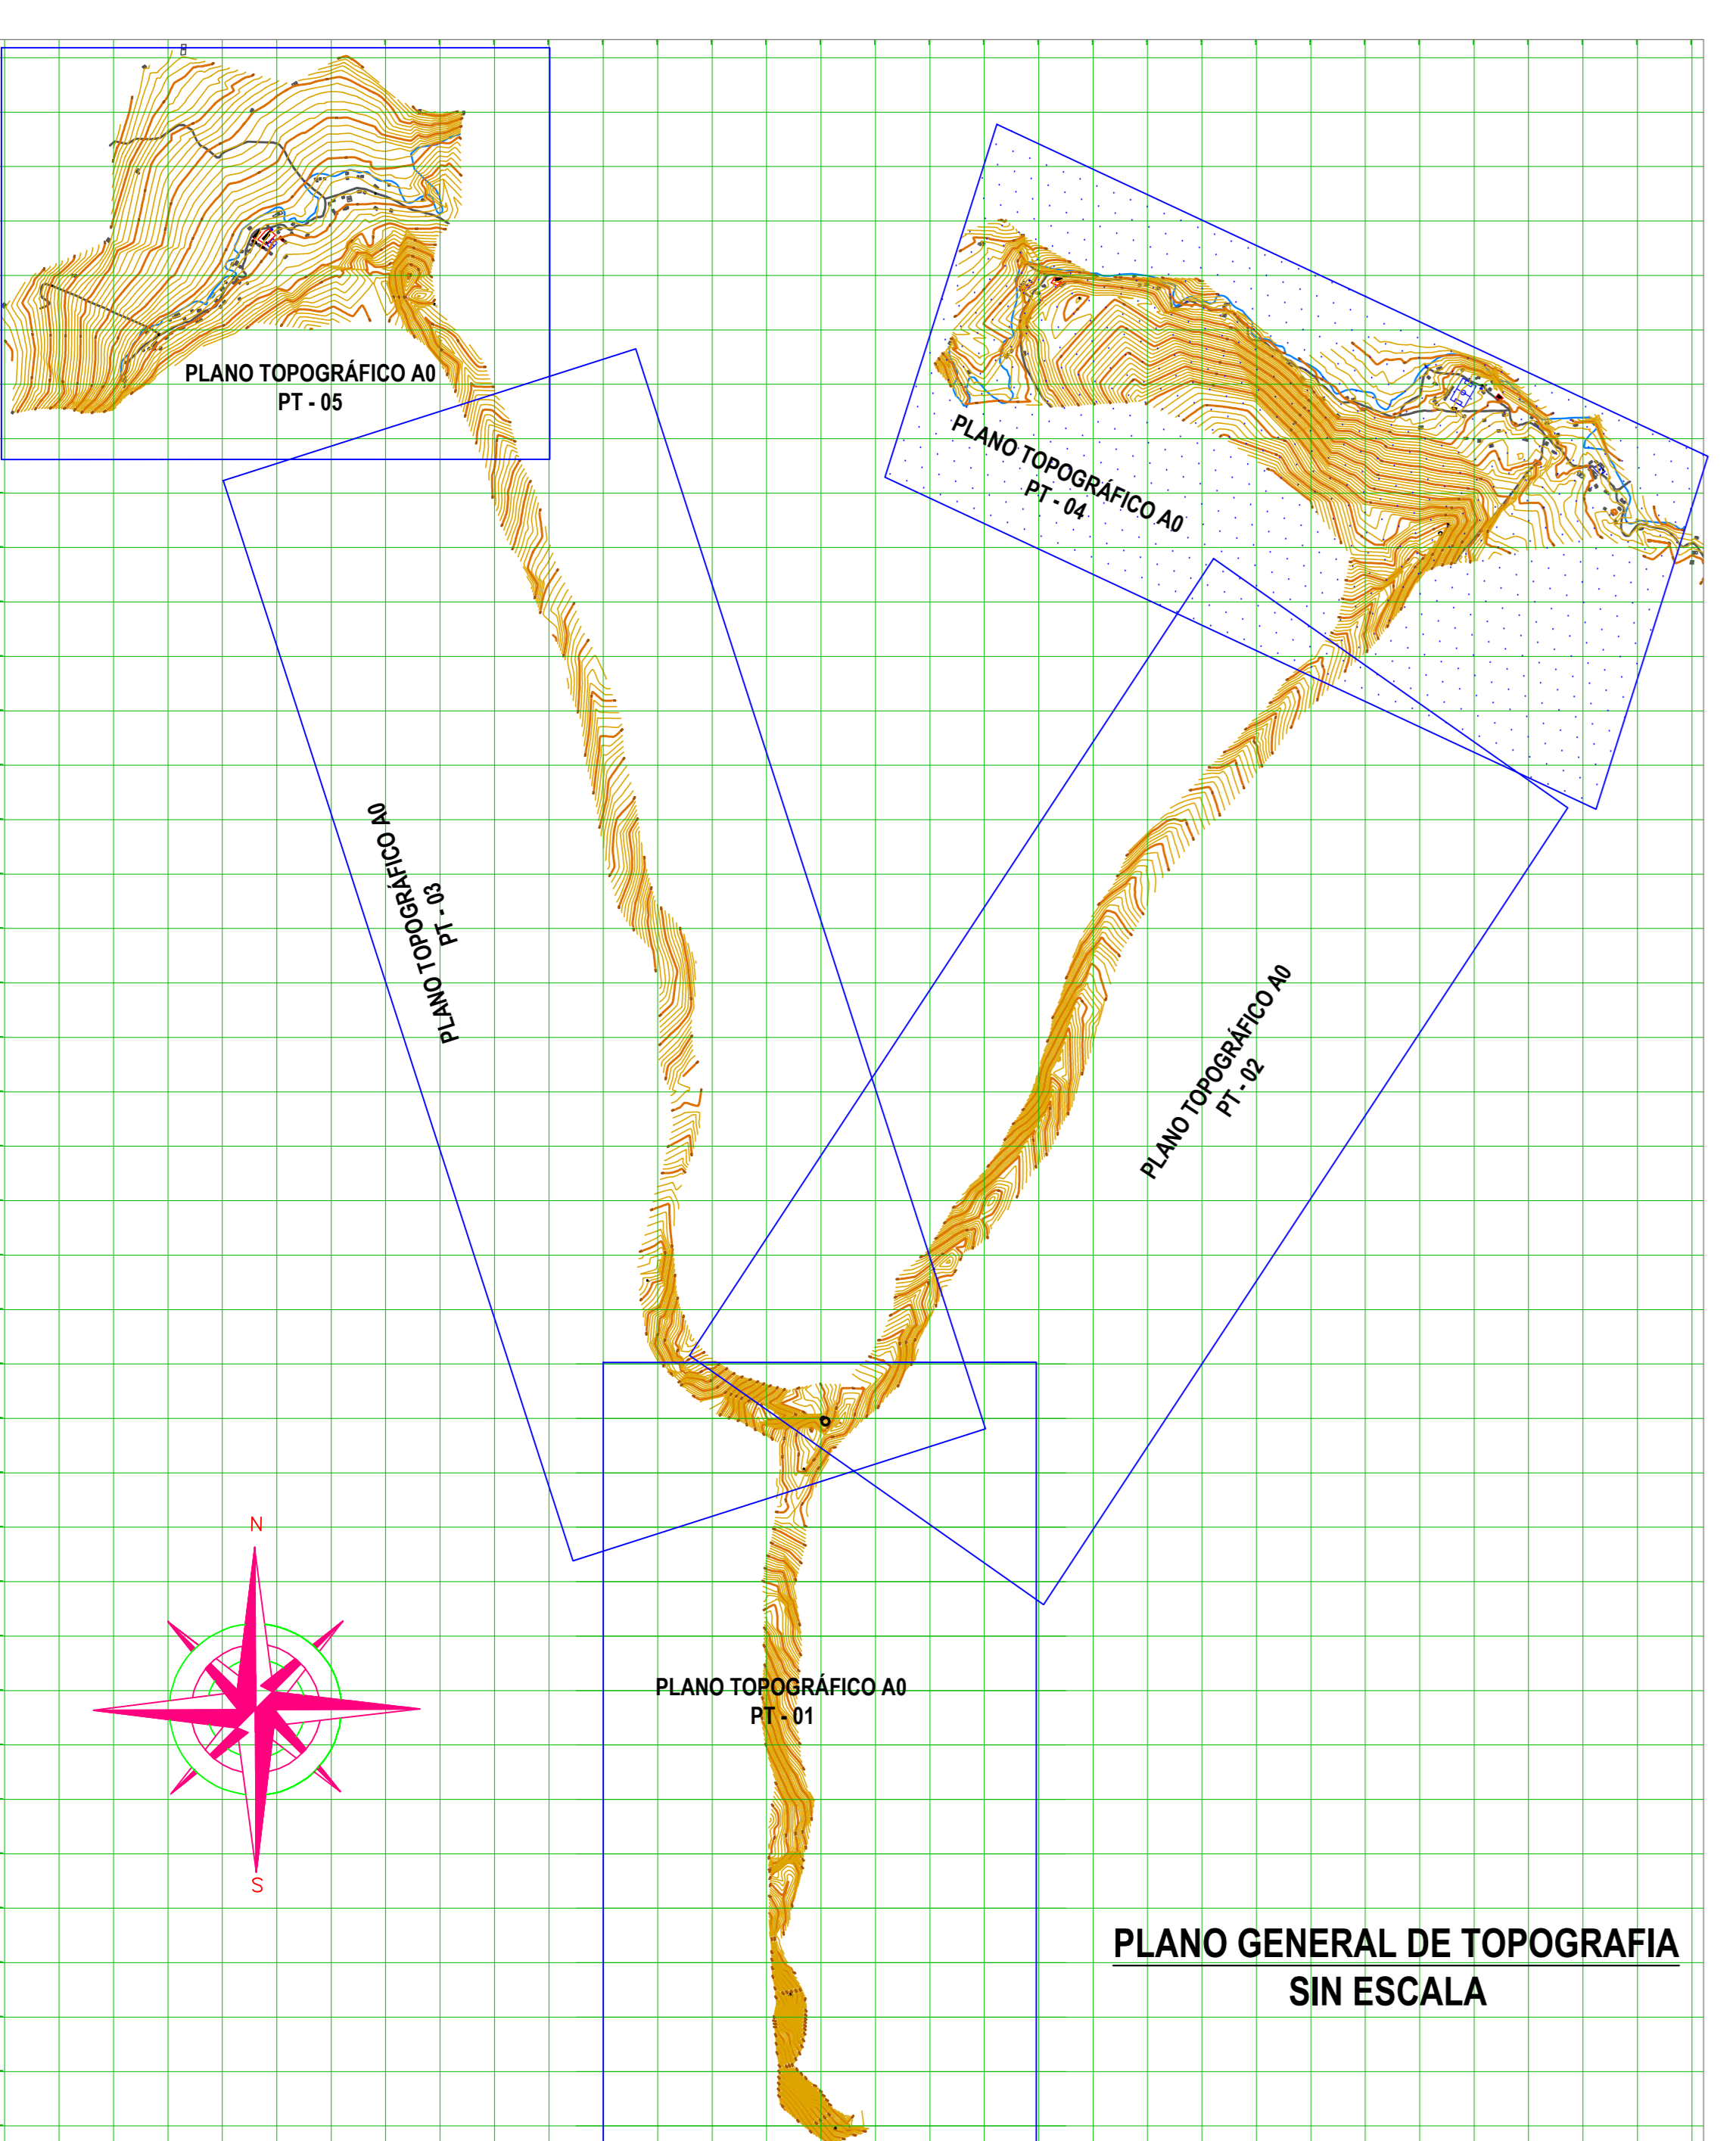 PLANO TOPOGRÁFICO A0
PT - 05
PLANO TOPOGRÁFICO A0
PT - 04
PLANO TOPOGRÁFICO A0
PT - 03
PLANO TOPOGRÁFICO A0
PT - 02
N
S
PLANO TOPOGRÁFICO A0
PT - 01
PLANO GENERAL DE TOPOGRAFIA
SIN ESCALA